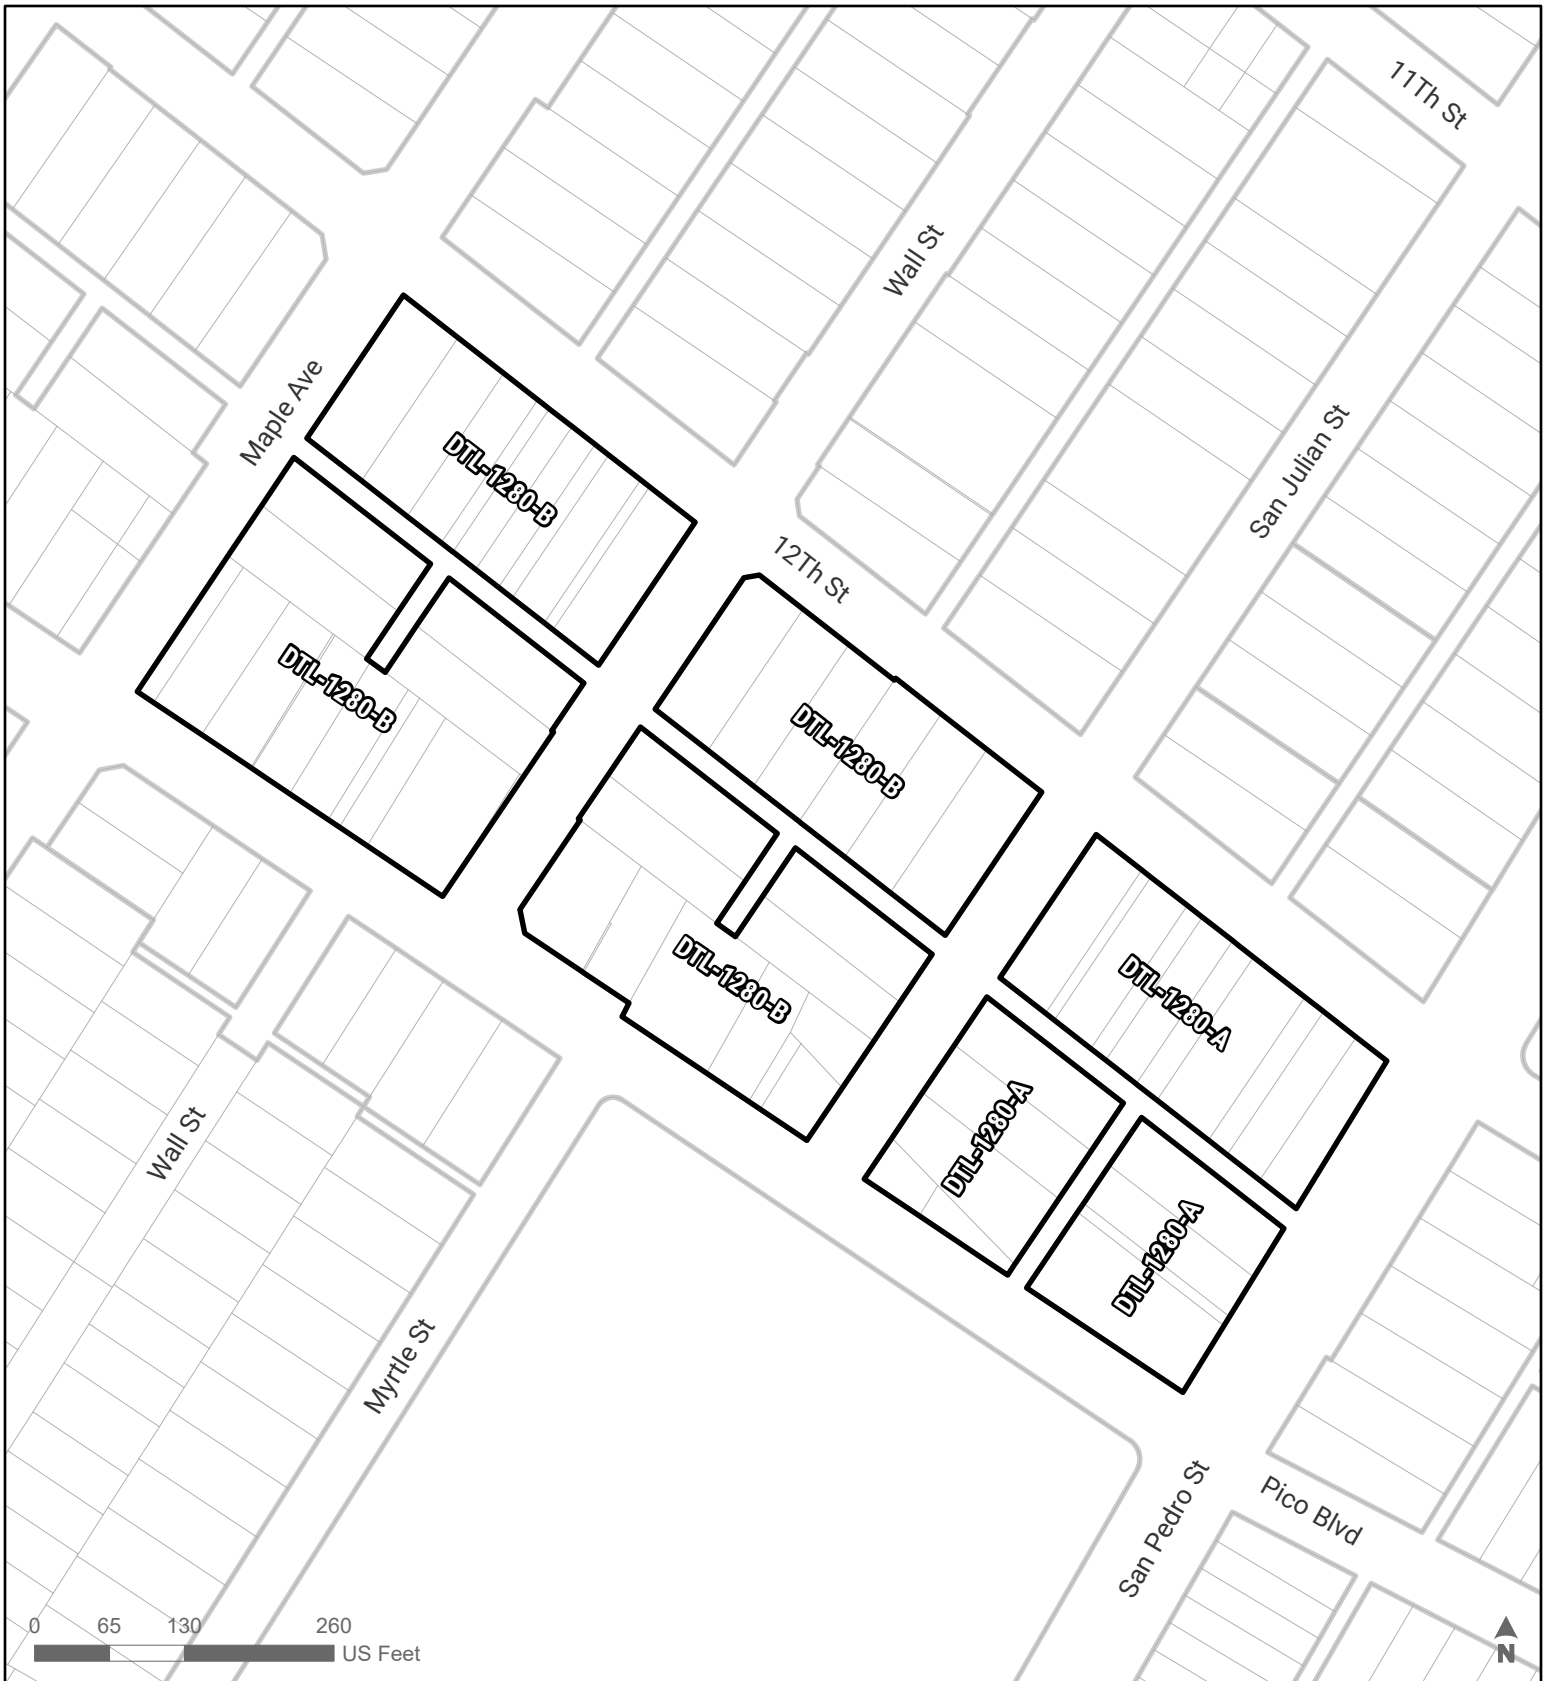 11Th St
Wall St
Maple Ave
San Julian St
DTL-1280-B
12Th St
DTL-1280-B
DTL-1280-B
DTL-1280-B
DTL-1280-A
DTL-1280-A
DTL-1280-A
Wall St
Myrtle St
San Pedro St
Pico Blvd
0 65 130 260
US Feet
N